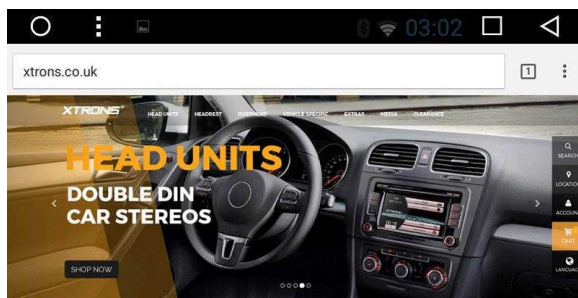 03:02
xtrons.co.uk
1
XTRONS
HEAD UNITS HEADREST OVERHEAD VEHICLE SPECIFIC EXTRAS MEDIA CLEARANCE
SEARCH
HEAD UNITS
LOCATION
DOUBLE DIN
CAR STEREOS
ACCOUNT
CART
SHOP NOW
LANGUAGE